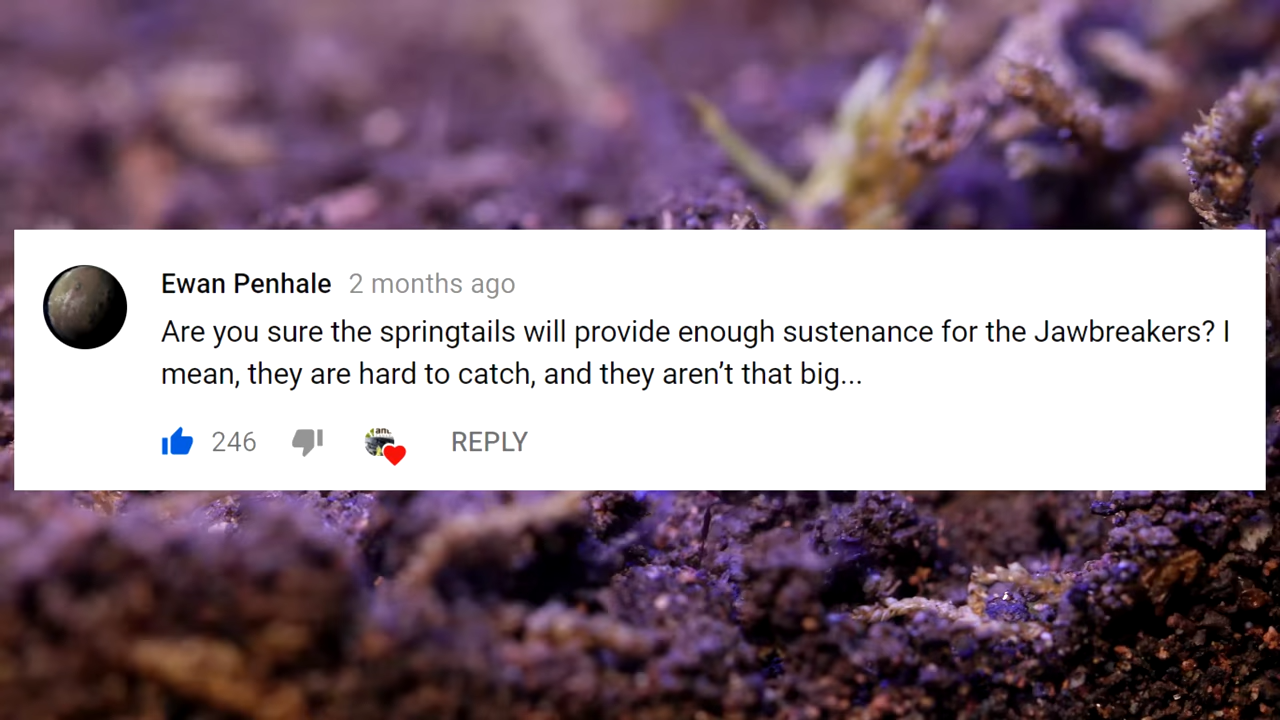 Ewan Penhale 2 months ago
Are you sure the springtails will provide enough sustenance for the Jawbreakers? I
mean, they are hard to catch, and they aren’t that big...
246 REPLY